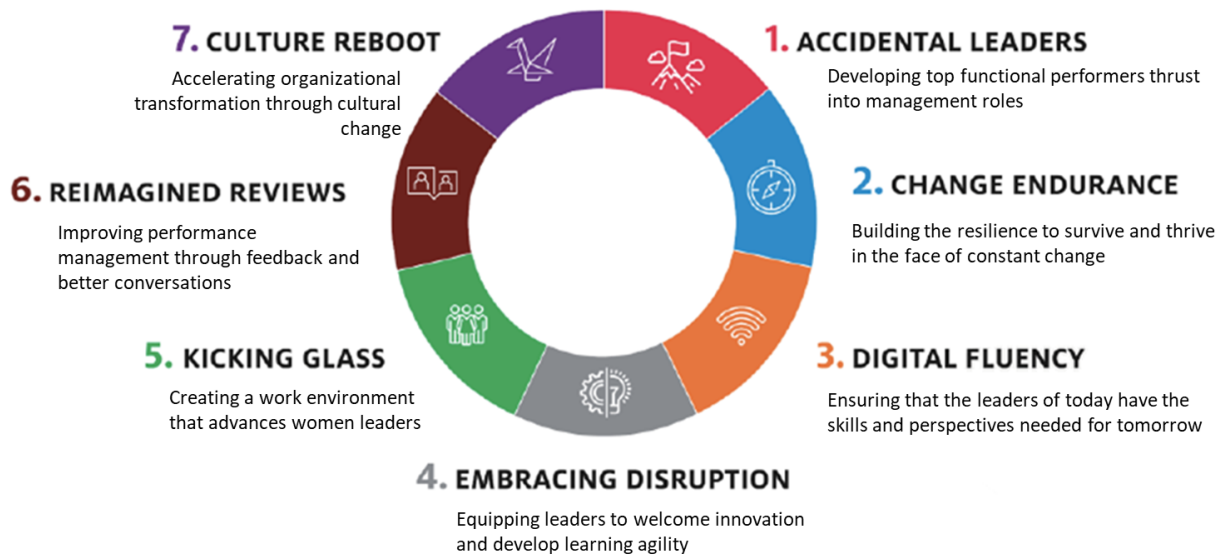 1. ACCIDENTAL LEADERS
Developing top functional performers thrust
into management roles
2. CHANGE ENDURANCE
Building the resilience to survive and thrive
in the face of constant change
3. DIGITAL FLUENCY
Ensuring that the leaders of today have the
skills and perspectives needed for tomorrow
4. EMBRACING DISRUPTION
Equipping leaders to welcome innovation
and develop learning agility
5. KICKING GLASS
Creating a work environment
that advances women leaders
6. REIMAGINED REVIEWS
Improving performance
management through feedback and
better conversations
7. CULTURE REBOOT
Accelerating organizational
transformation through cultural
change